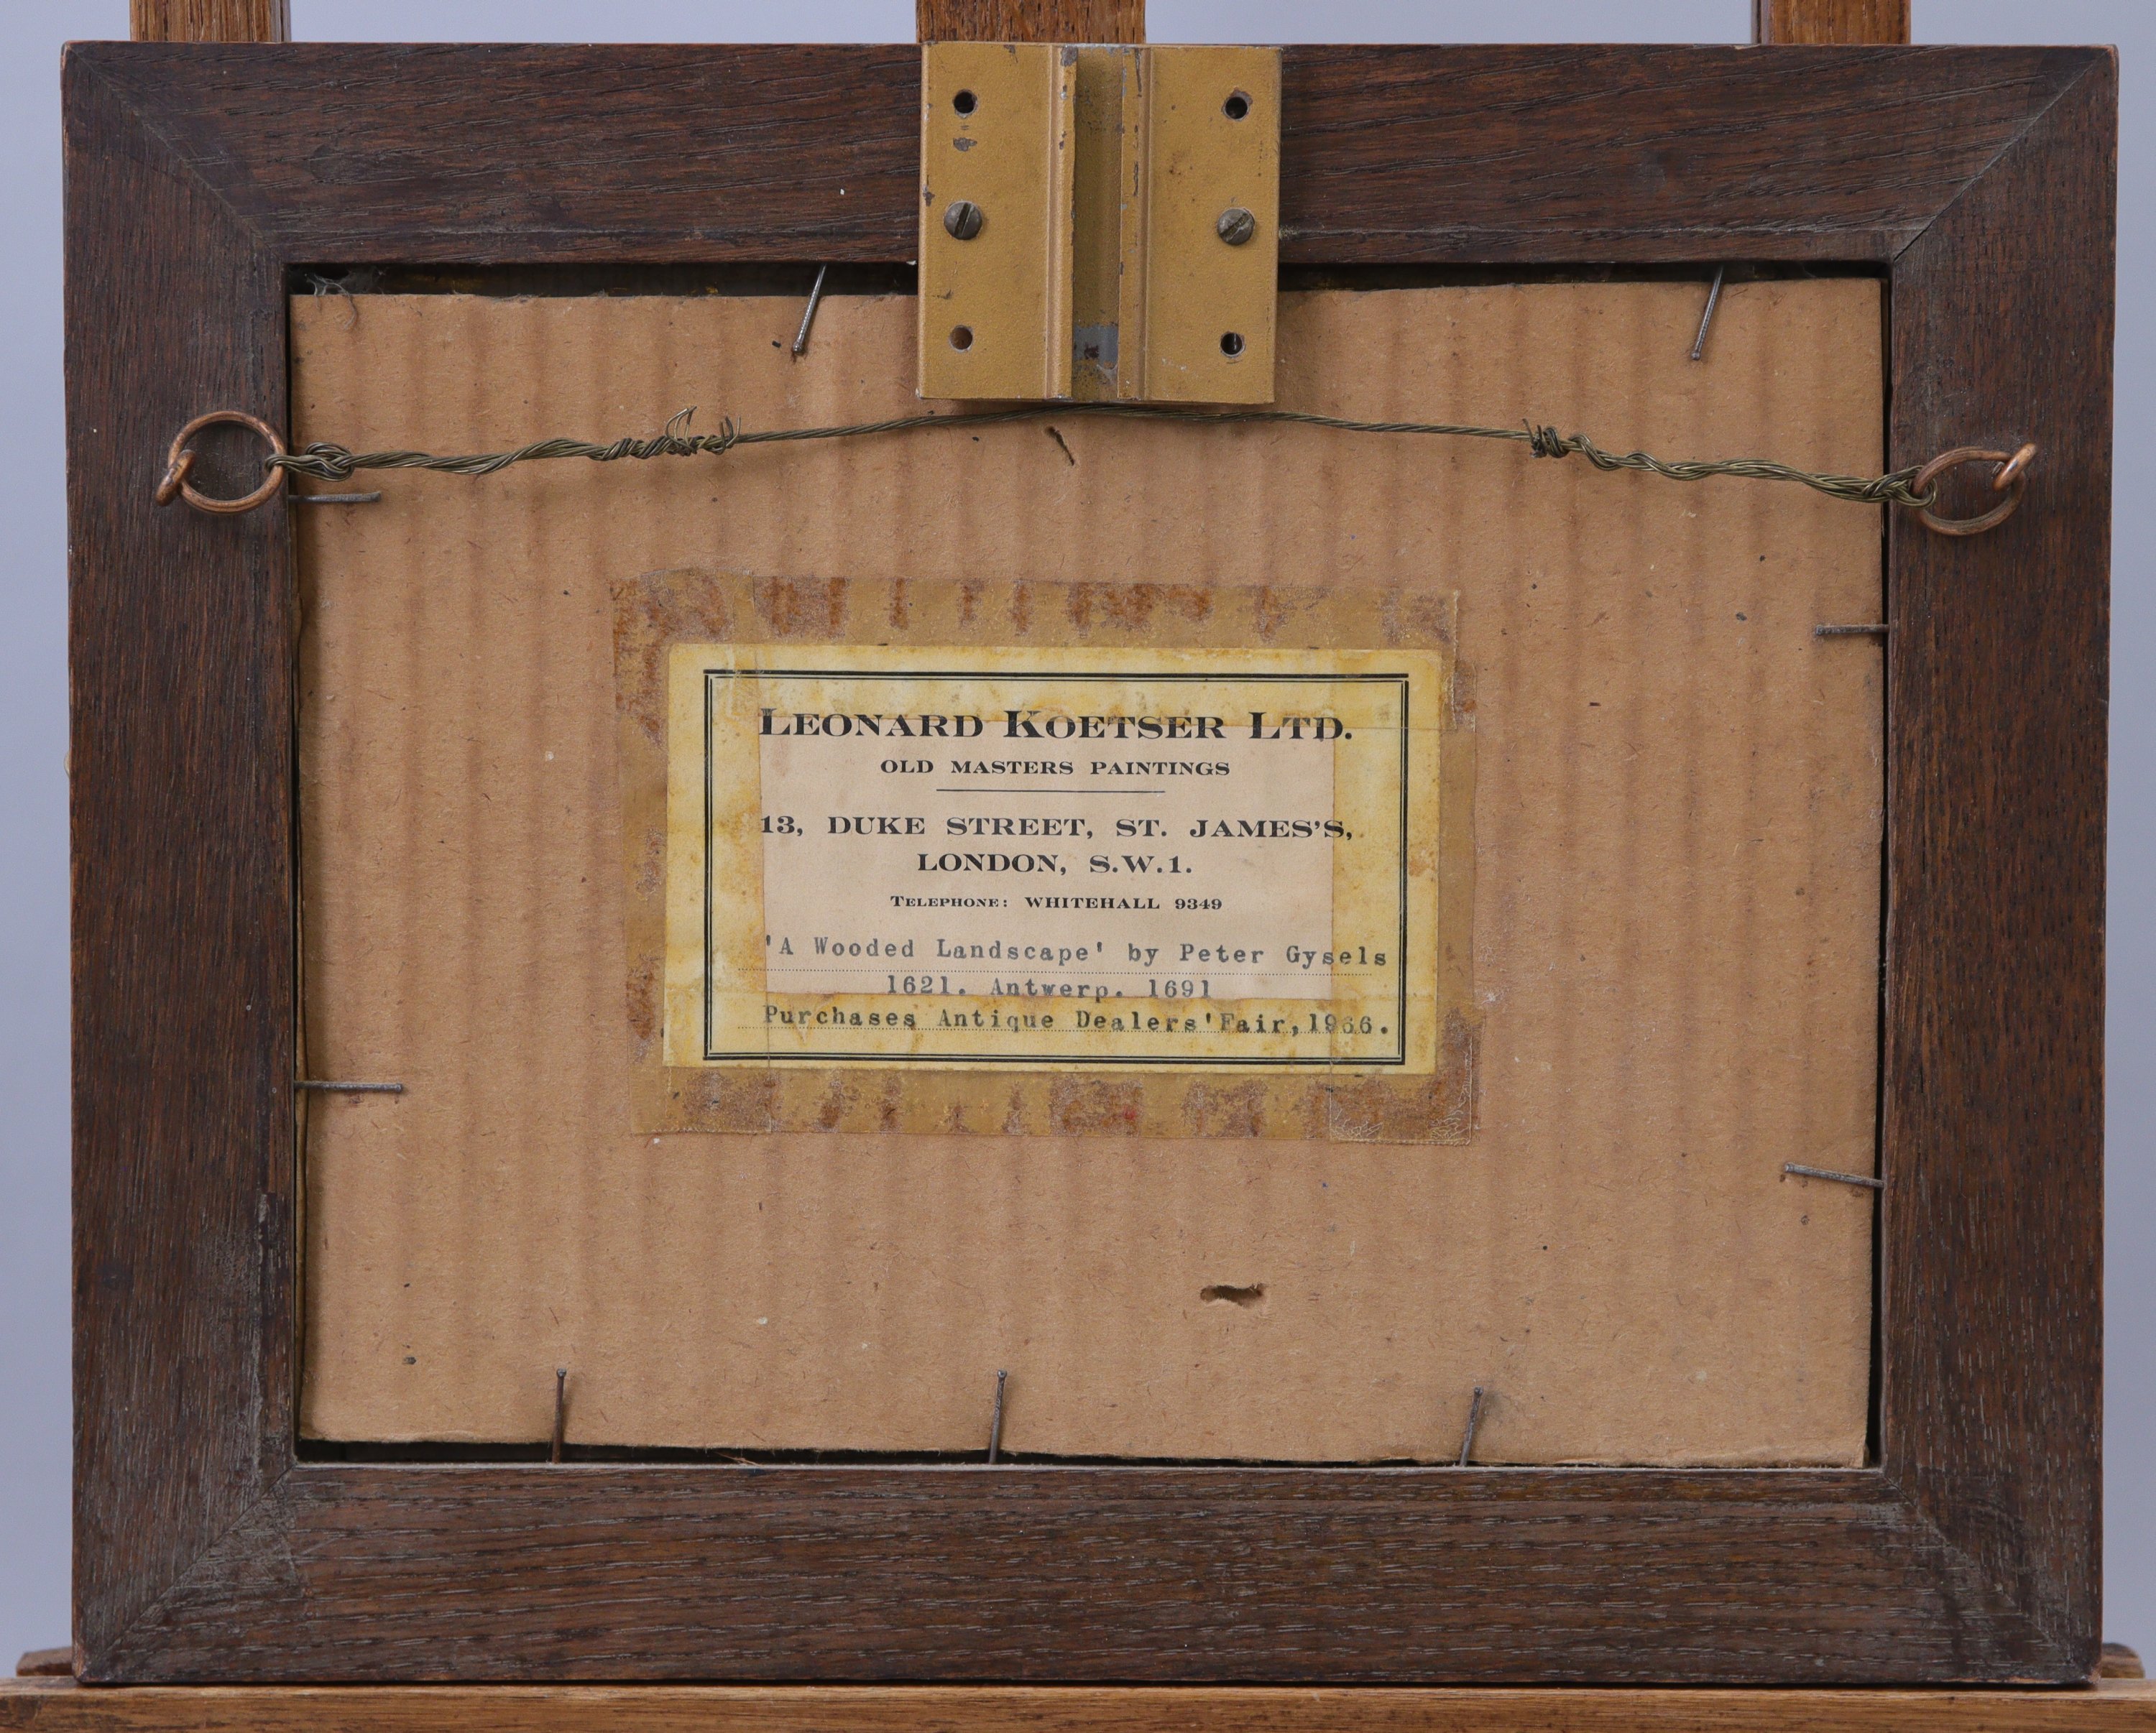 LEONARD KOETSER LTD.
OLD MASTERS PAINTINGS
13, DUKE STREET, ST. JAMES'S,
LONDON, S.W.1.
TELEPHONE: WHITEHALL 9349
'A Wooded Landscape' by Peter Gysels
1621. Antwerp. 1691
Purchases Antique Dealers'Fair,1966.